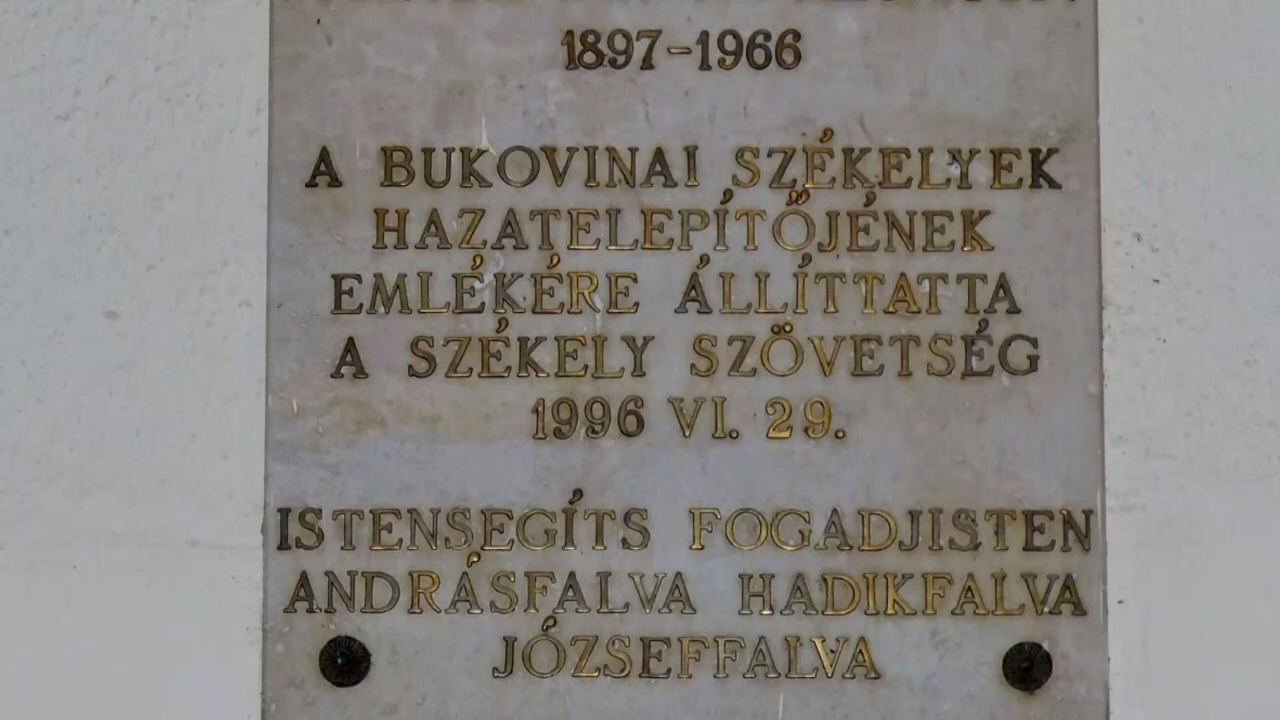 1897-1966
A BUKOVINAI SZÉKELYEK
HAZATELEPÍTŐJÉNEK
EMLÉKÉRE ÁLLÍTTATTA
A SZÉKELY SZÖVETSÉG
1996 VI. 29.
ISTENSEGÍTS FOGADJISTEN
ANDRÁSFALVA HADIKFALVA
JÓZSEFFALVA